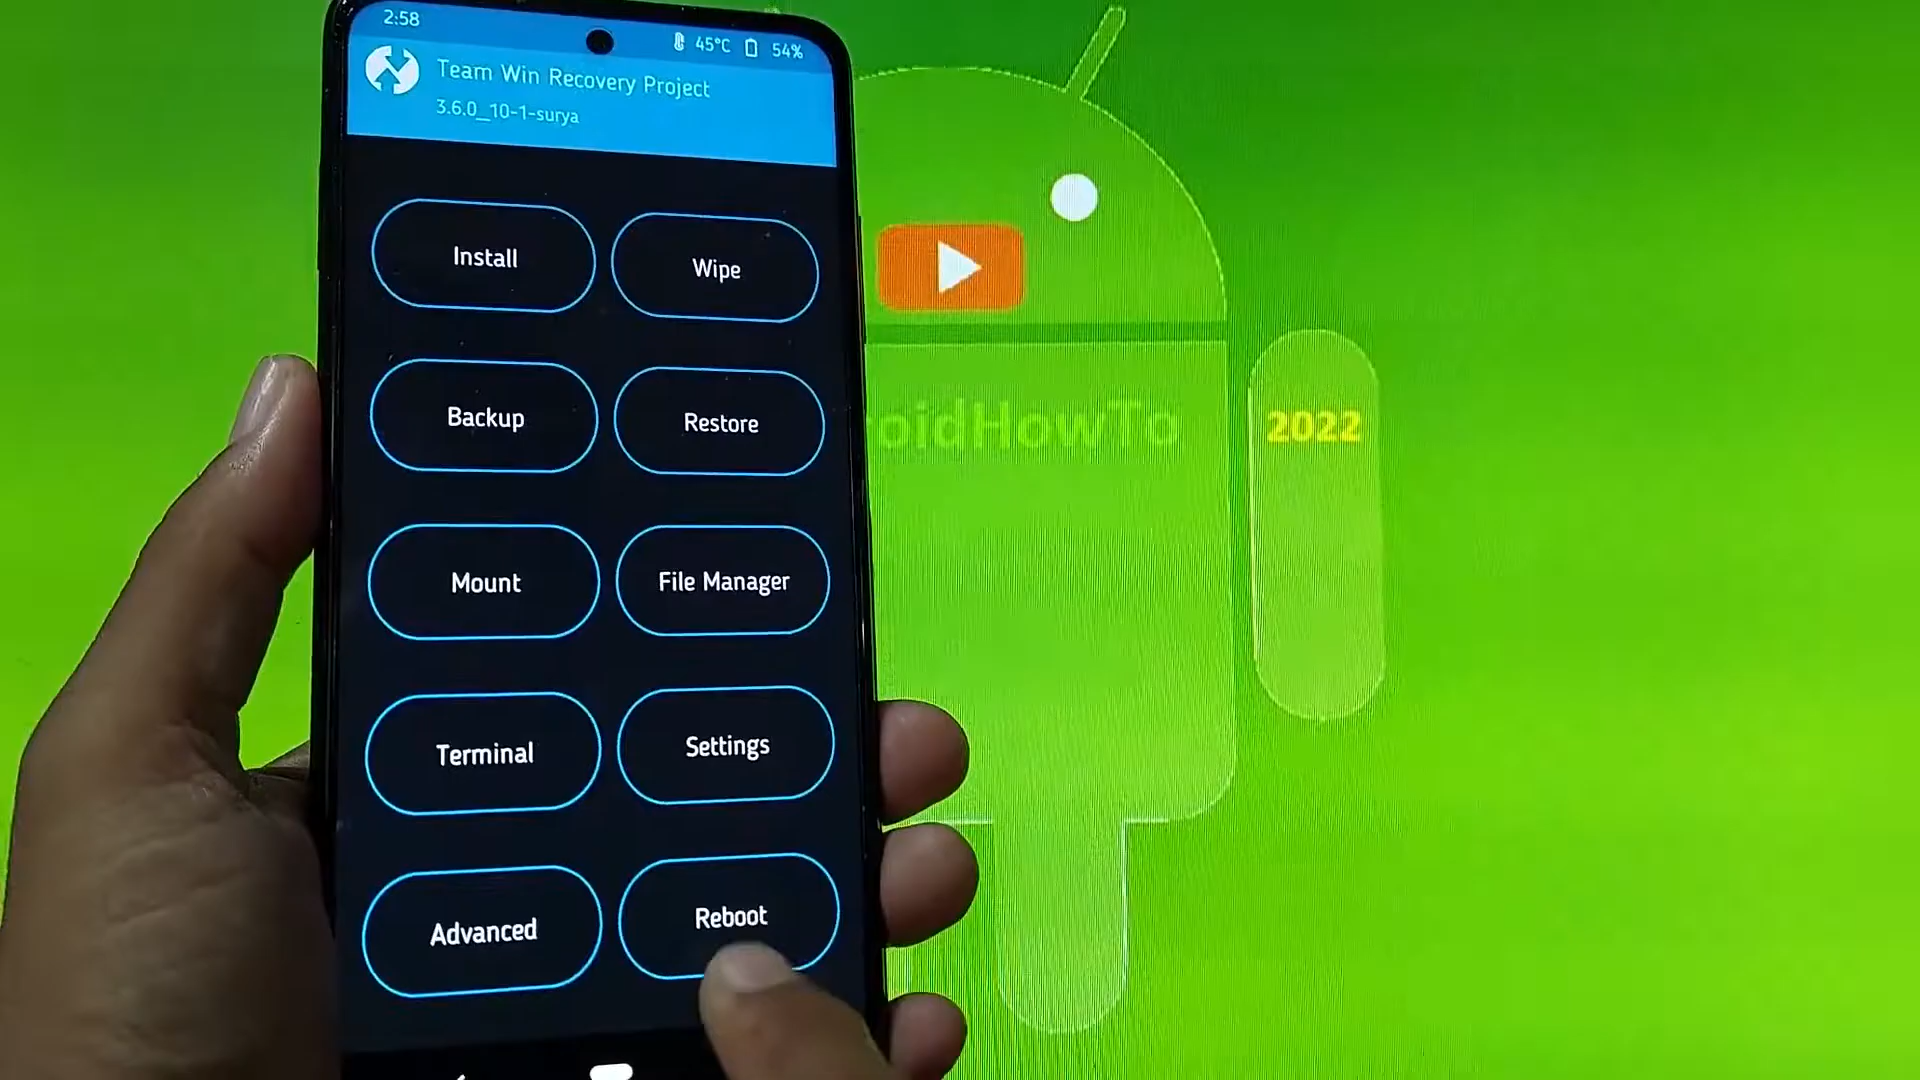 2:58
45°C 54%
Team Win Recovery Project
3.6.0_10-1-surya
Install
Wipe
Backup
Restore
Mount
File Manager
Terminal
Settings
Advanced
Reboot
oidHowTo
2022